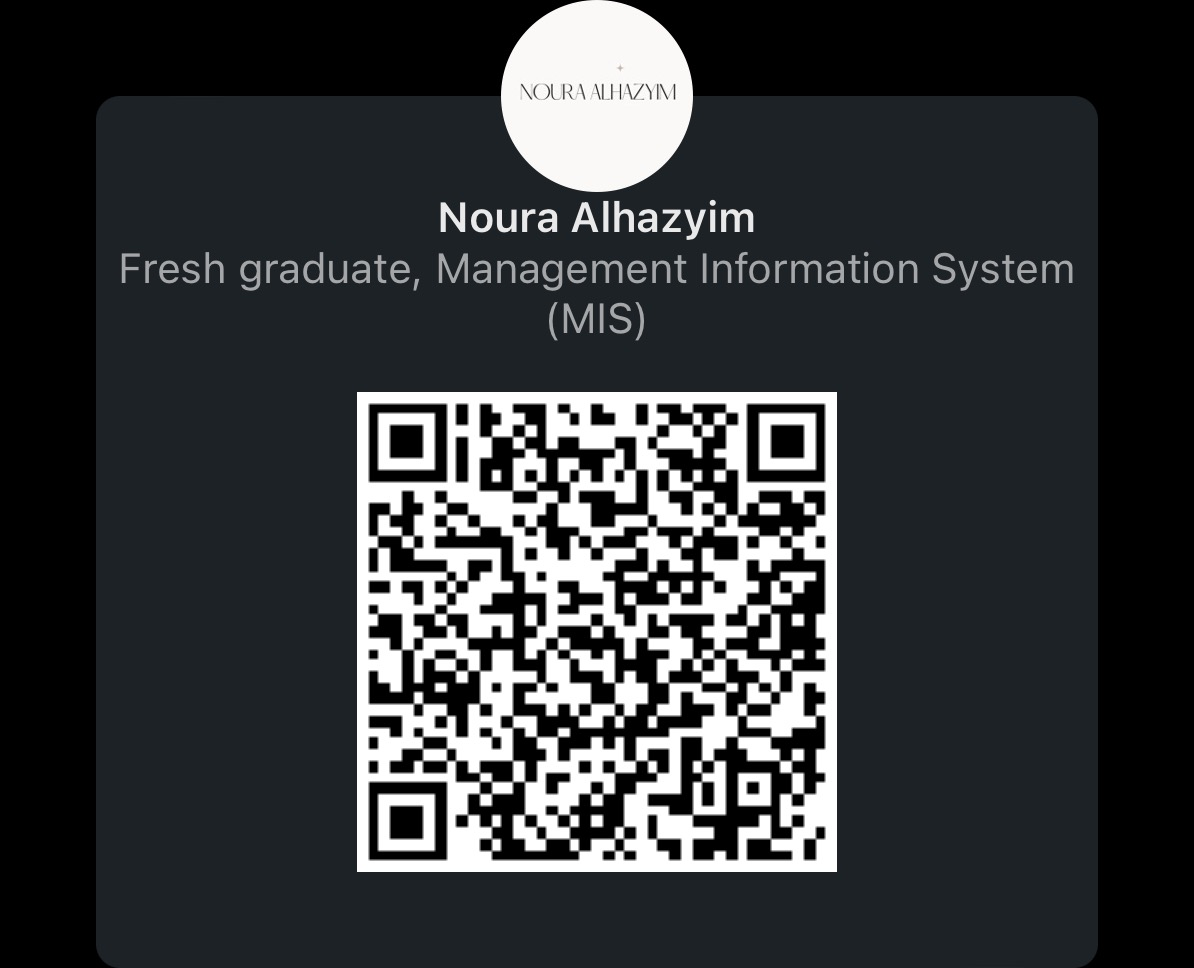 NOURA ALHAZYIM
Noura Alhazyim
Fresh graduate, Management Information System
(MIS)